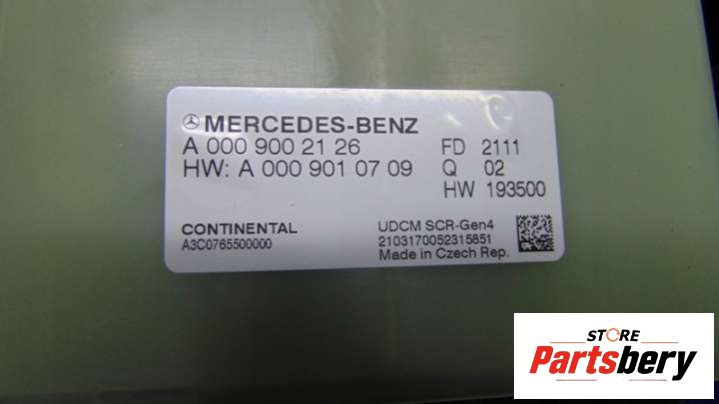 MERCEDES-BENZ
A 000 900 21 26 FD 2111
HW: A 000 901 07 09 Q 02
HW 193500
CONTINENTAL UDCM SCR-Gen4
A3C0765500000 2103170052315851
Made in Czech Rep.
STORE
Partsbery